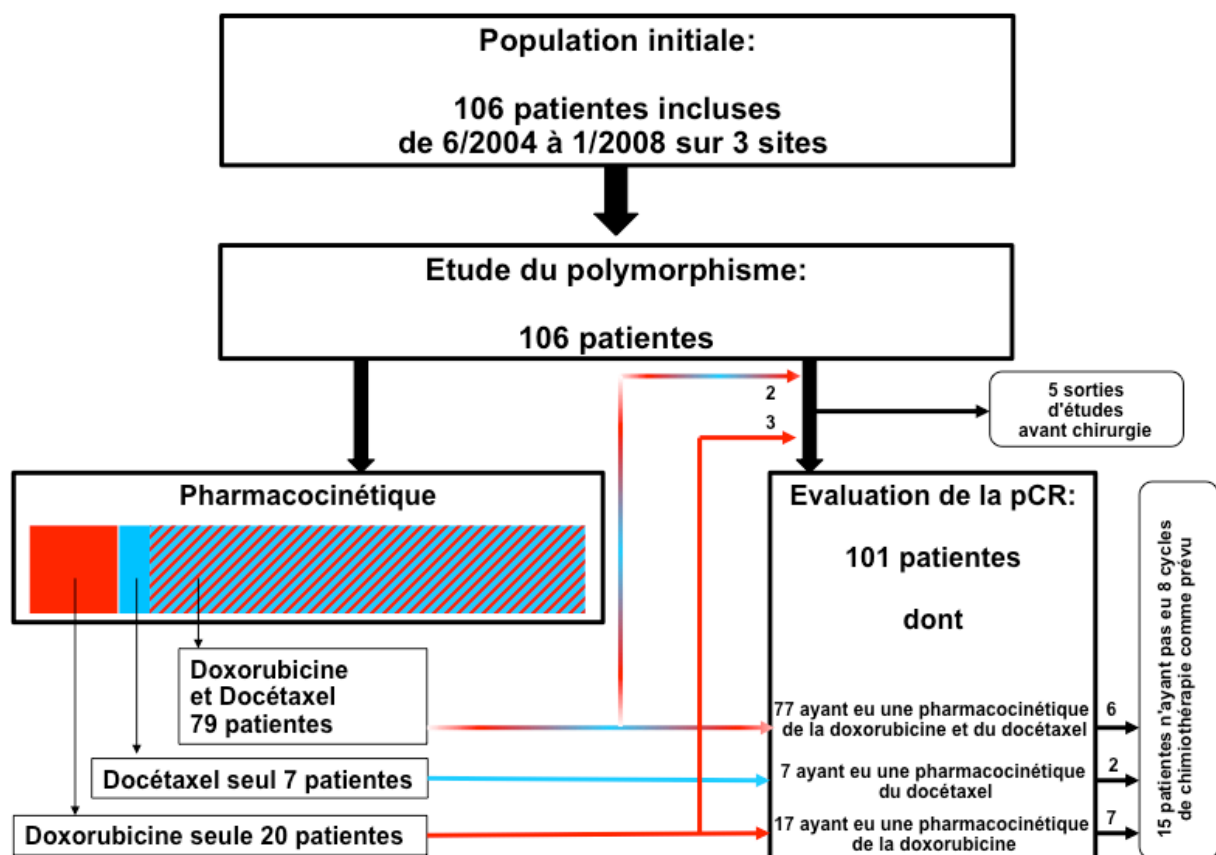 Population initiale:
106 patientes incluses
de 6/2004 à 1/2008 sur 3 sites
Etude du polymorphisme:
106 patientes
2
3
5 sorties
d'études
avant chirurgie
Pharmacocinétique
Doxorubicine
et Docétaxel
79 patientes
Docétaxel seul 7 patientes
Doxorubicine seule 20 patientes
Evaluation de la pCR:
101 patientes
dont
77 ayant eu une pharmacocinétique
de la doxorubicine et du docétaxel
7 ayant eu une pharmacocinétique
du docétaxel
17 ayant eu une pharmacocinétique
de la doxorubicine
6
2
7
15 patientes n'ayant pas eu 8 cycles
de chimiothérapie comme prévu